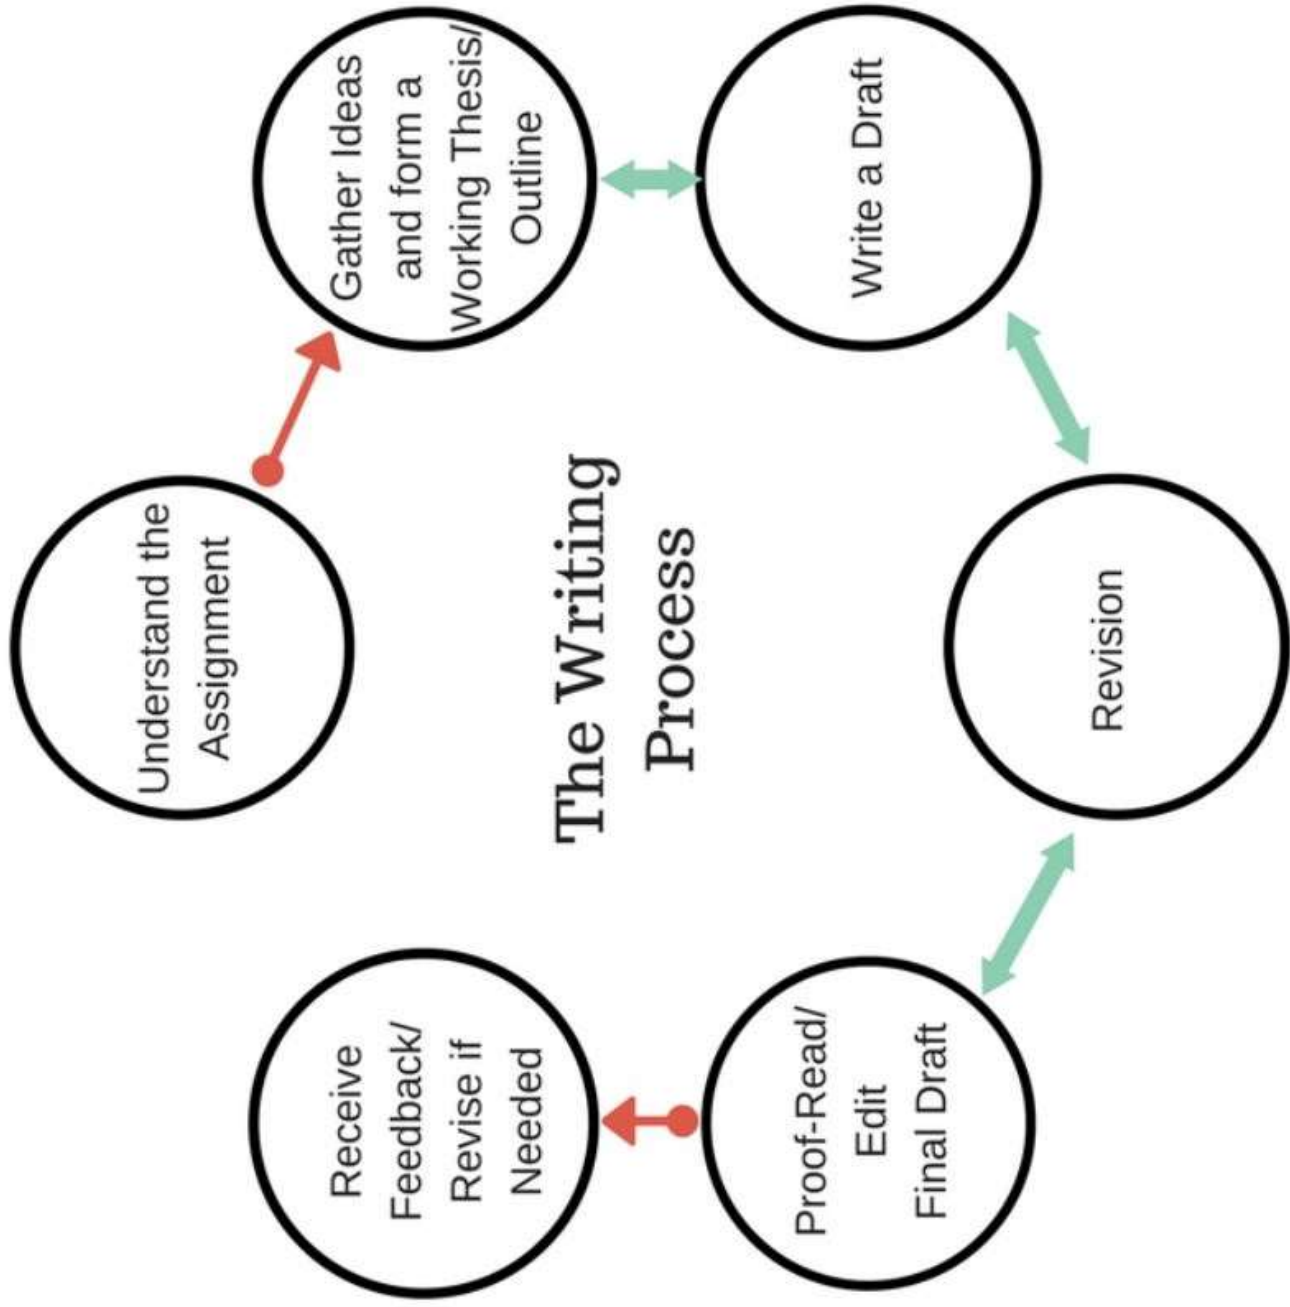 The Writing
Process
Understand the
Assignment
Gather Ideas
and form a
Working Thesis/
Outline
Write a Draft
Revision
Proof-Read/
Edit
Final Draft
Receive
Feedback/
Revise if
Needed